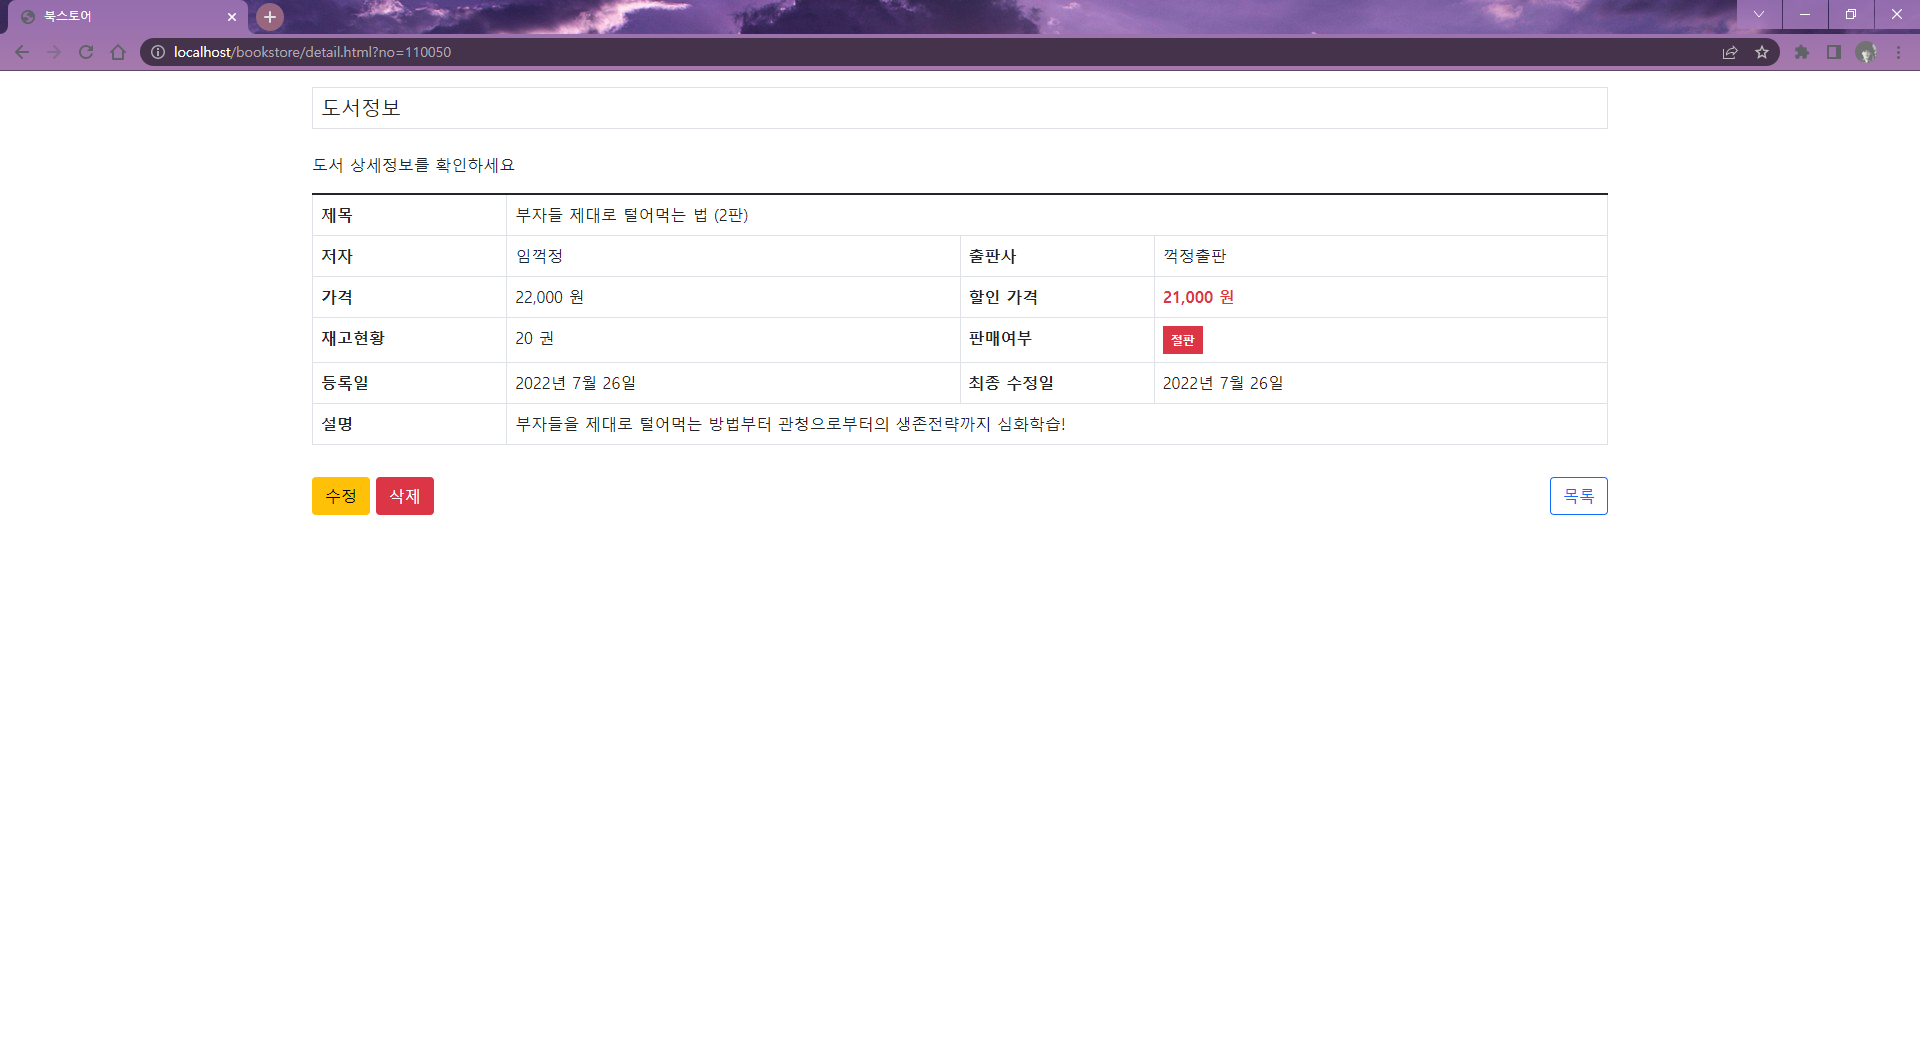 북스토어
localhost/bookstore/detail.html?no=110050
도서정보
도서 상세정보를 확인하세요
제목 부자들 제대로 털어먹는 법 (2판)
저자 임꺽정 출판사 꺽정출판
가격 22,000 원 할인 가격 21,000 원
재고현황 20 권 판매여부 절판
등록일 2022년 7월 26일 최종 수정일 2022년 7월 26일
설명 부자들을 제대로 털어먹는 방법부터 관청으로부터의 생존전략까지 심화학습!
수정 삭제 목록